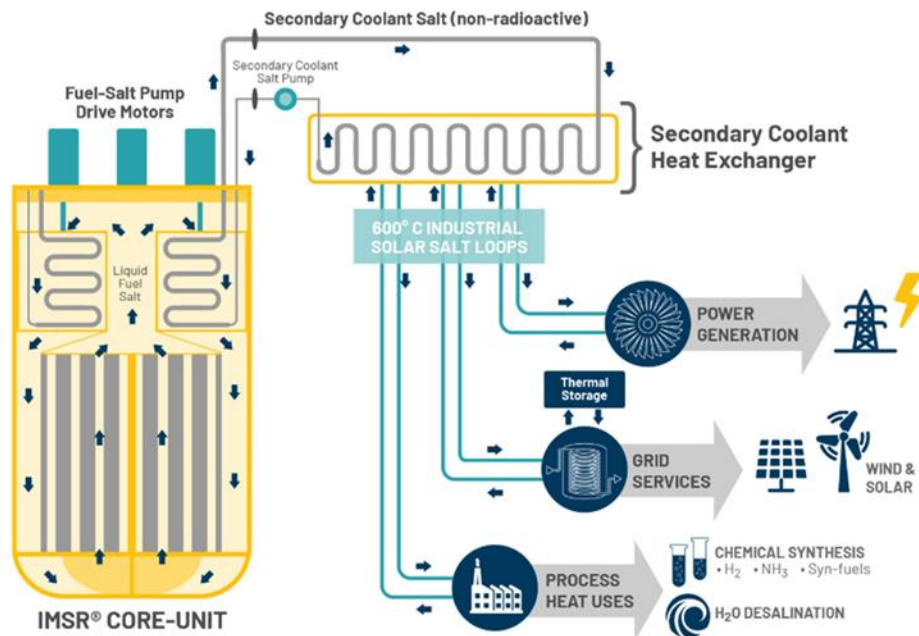 Secondary Coolant Salt (non-radioactive)
Secondary Coolant
Salt Pump
Fuel-Salt Pump
Drive Motors
Secondary Coolant
Heat Exchanger
600° C INDUSTRIAL
SOLAR SALT LOOPS
Liquid
Fuel
Salt
POWER
GENERATION
Thermal
Storage
GRID
SERVICES
WIND &
SOLAR
PROCESS
HEAT USES
CHEMICAL SYNTHESIS
• H₂ • NH₃ • Syn-fuels
H₂O DESALINATION
IMSR® CORE-UNIT